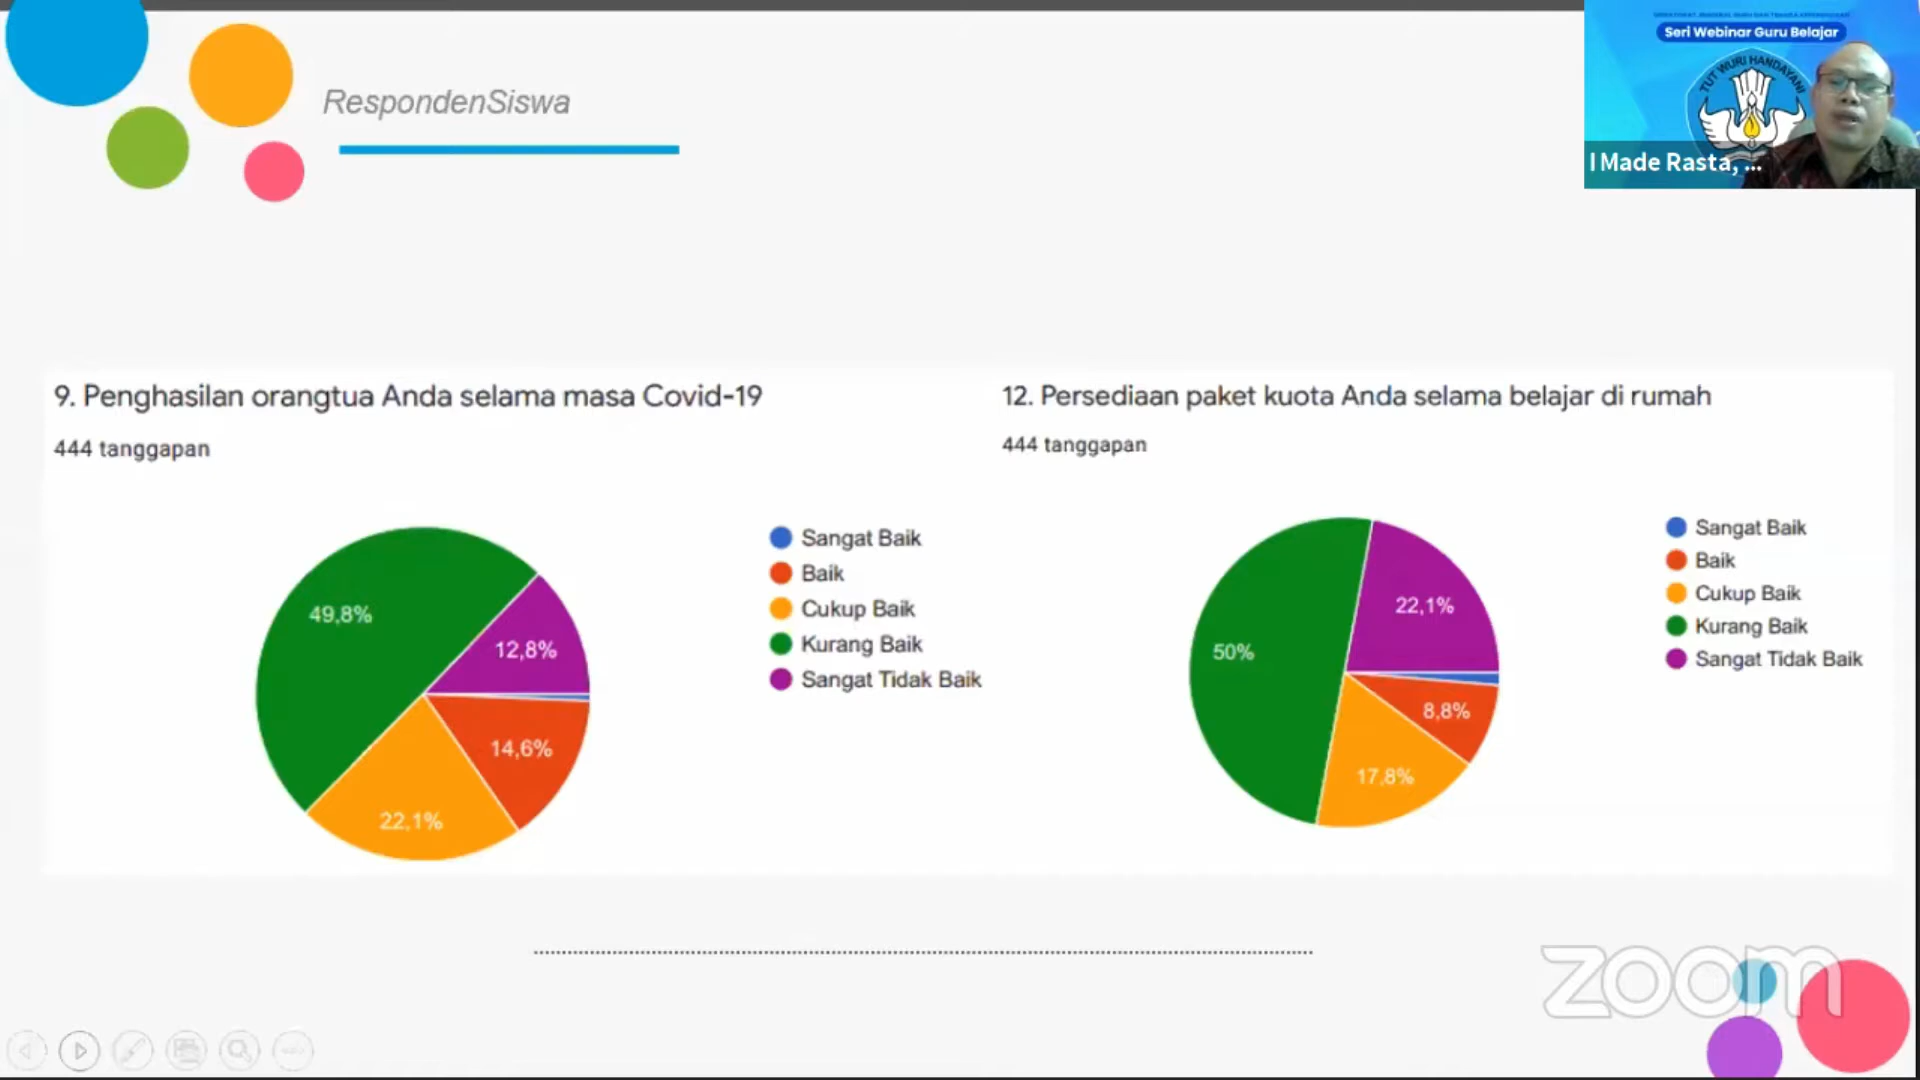 RespondenSiswa
Seri Webinar Guru Belajar
TUT WURI HANDAYANI
I Made Rasta, ...
9. Penghasilan orangtua Anda selama masa Covid-19
444 tanggapan
49,8%
12,8%
14,6%
22,1%
Sangat Baik
Baik
Cukup Baik
Kurang Baik
Sangat Tidak Baik
12. Persediaan paket kuota Anda selama belajar di rumah
444 tanggapan
50%
22,1%
8,8%
17,8%
Sangat Baik
Baik
Cukup Baik
Kurang Baik
Sangat Tidak Baik
zoom